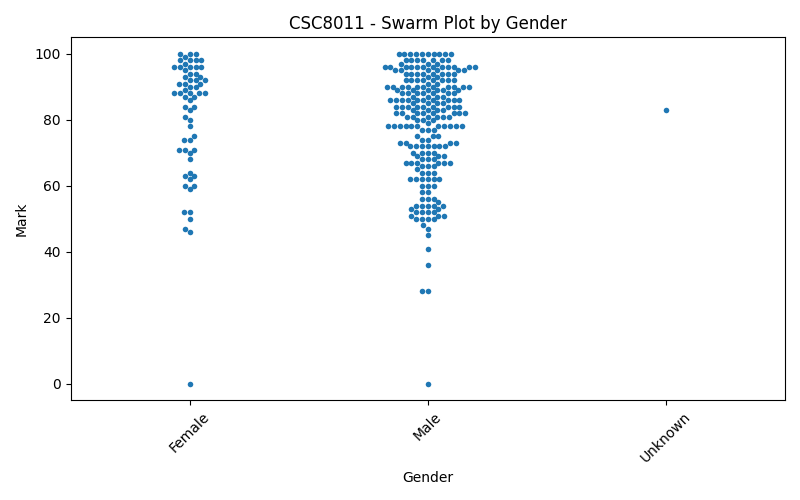 CSC8011 - Swarm Plot by Gender
100
80
60
40
20
0
Mark
Female
Male
Unknown
Gender